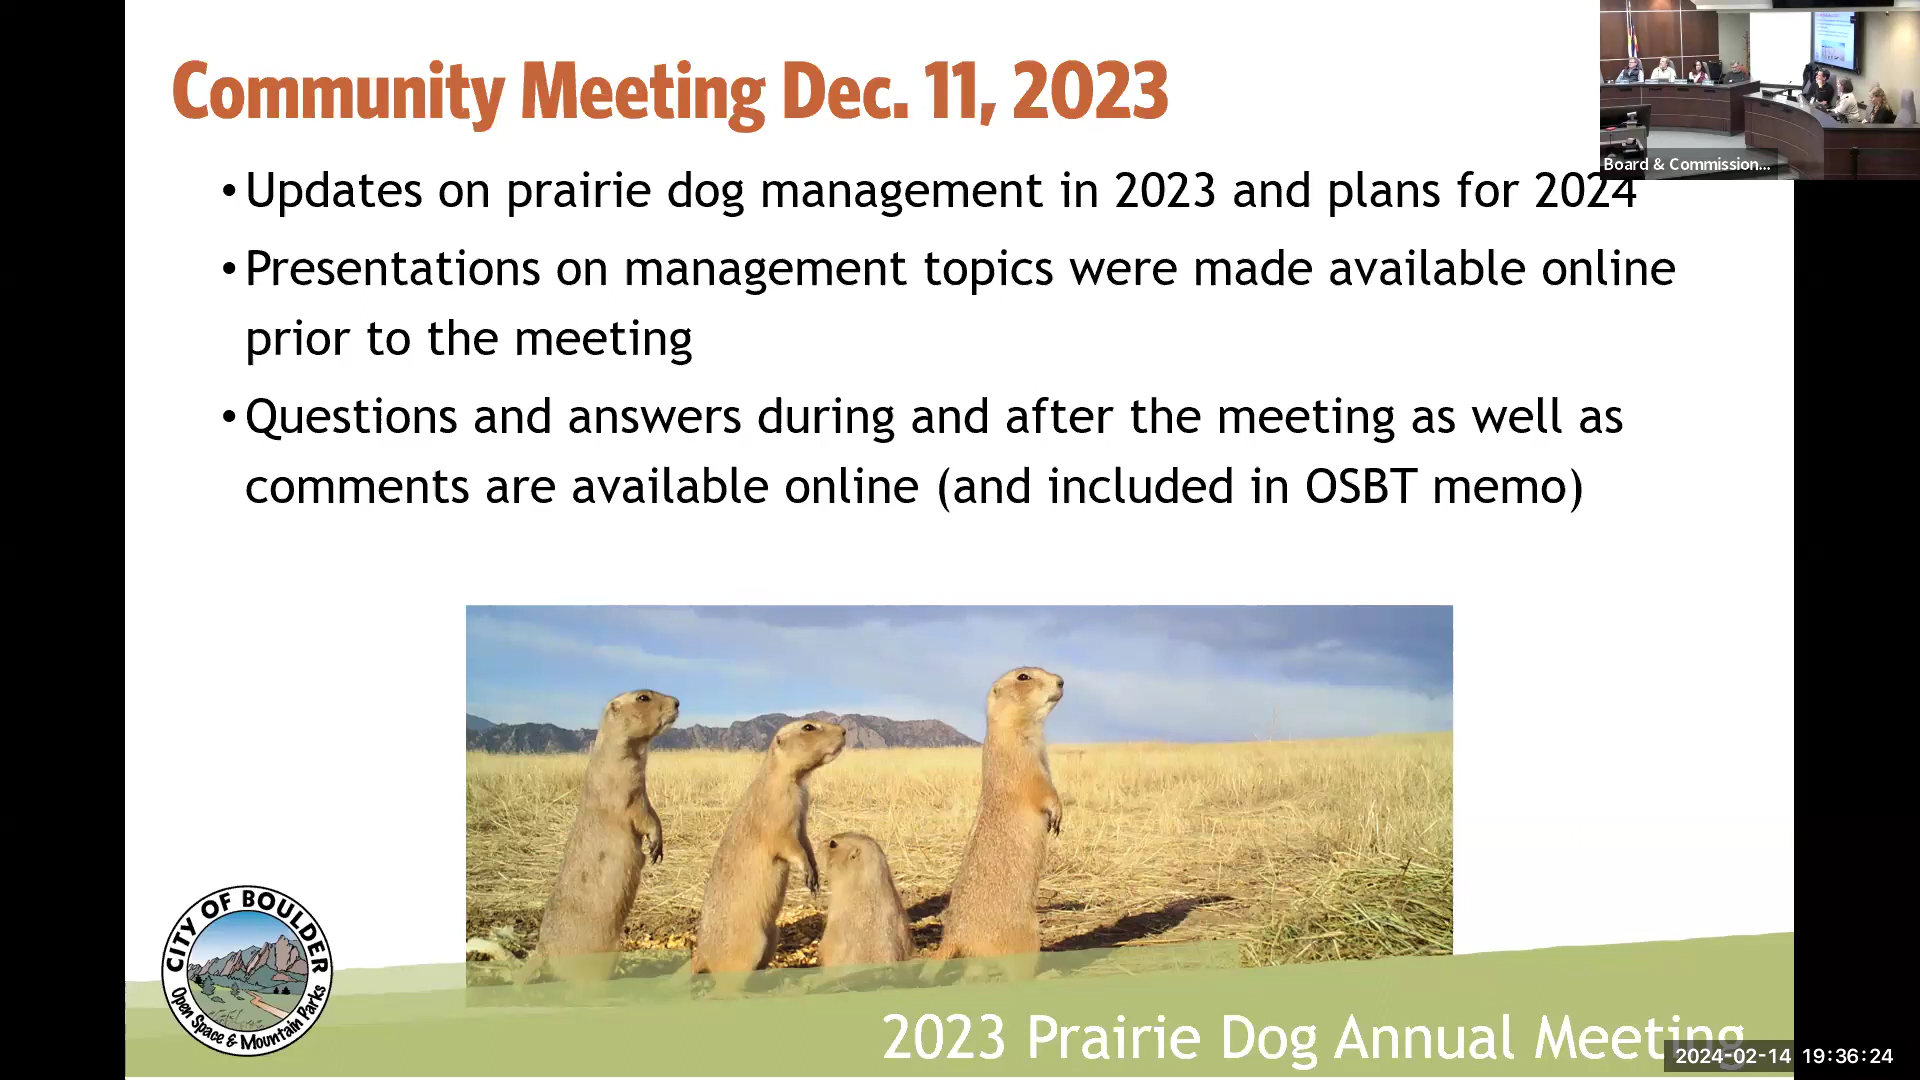 Community Meeting Dec. 11, 2023
Board & Commission...
• Updates on prairie dog management in 2023 and plans for 2024
• Presentations on management topics were made available online
prior to the meeting
• Questions and answers during and after the meeting as well as
comments are available online (and included in OSBT memo)
CITY OF BOULDER
Open Space & Mountain Parks
2023 Prairie Dog Annual Meeting
2024-02-14 19:36:24